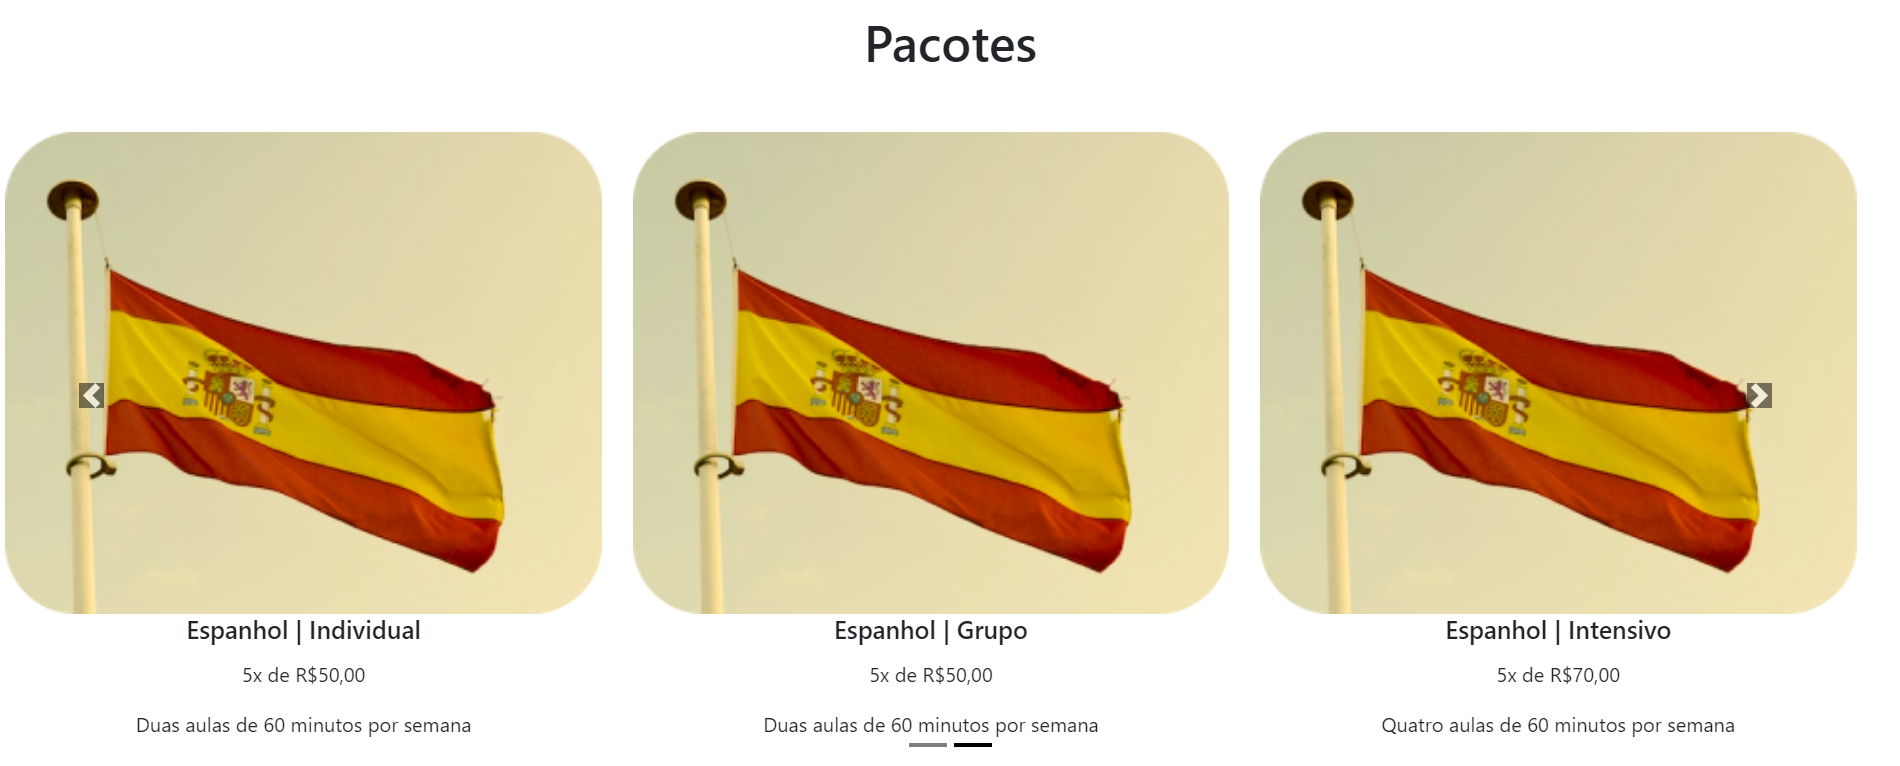 Pacotes
Espanhol | Individual
5x de R$50,00
Duas aulas de 60 minutos por semana
Espanhol | Grupo
5x de R$50,00
Duas aulas de 60 minutos por semana
Espanhol | Intensivo
5x de R$70,00
Quatro aulas de 60 minutos por semana